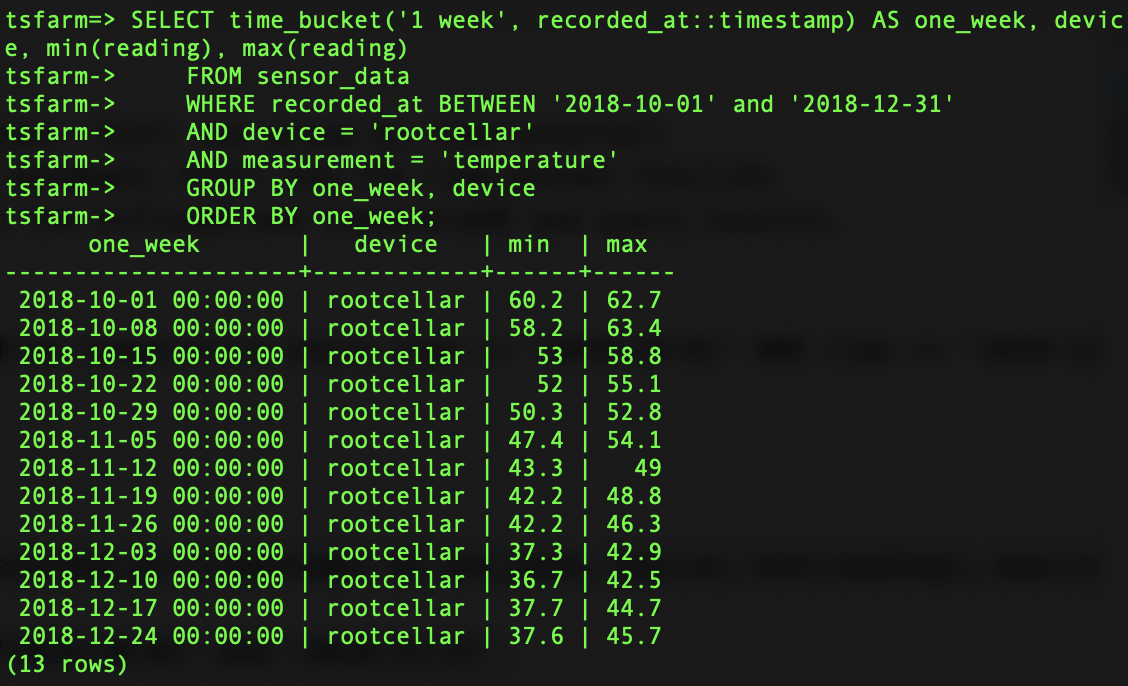 tsfarm=> SELECT time_bucket('1 week', recorded_at::timestamp) AS one_week, devic
e, min(reading), max(reading)
tsfarm->     FROM sensor_data
tsfarm->     WHERE recorded_at BETWEEN '2018-10-01' and '2018-12-31'
tsfarm->     AND device = 'rootcellar'
tsfarm->     AND measurement = 'temperature'
tsfarm->     GROUP BY one_week, device
tsfarm->     ORDER BY one_week;
      one_week       |   device   | min  | max
---------------------+------------+------+------
 2018-10-01 00:00:00 | rootcellar | 60.2 | 62.7
 2018-10-08 00:00:00 | rootcellar | 58.2 | 63.4
 2018-10-15 00:00:00 | rootcellar |   53 | 58.8
 2018-10-22 00:00:00 | rootcellar |   52 | 55.1
 2018-10-29 00:00:00 | rootcellar | 50.3 | 52.8
 2018-11-05 00:00:00 | rootcellar | 47.4 | 54.1
 2018-11-12 00:00:00 | rootcellar | 43.3 |   49
 2018-11-19 00:00:00 | rootcellar | 42.2 | 48.8
 2018-11-26 00:00:00 | rootcellar | 42.2 | 46.3
 2018-12-03 00:00:00 | rootcellar | 37.3 | 42.9
 2018-12-10 00:00:00 | rootcellar | 36.7 | 42.5
 2018-12-17 00:00:00 | rootcellar | 37.7 | 44.7
 2018-12-24 00:00:00 | rootcellar | 37.6 | 45.7
(13 rows)